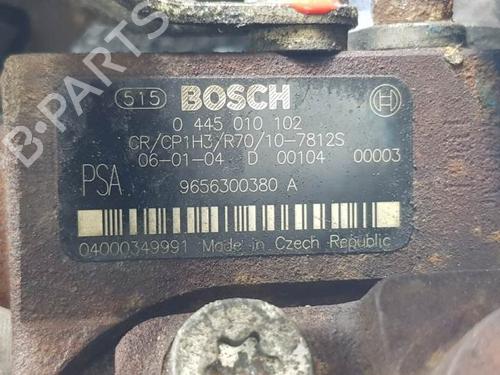 515 BOSCH
0 445 010 102
CR/CP1H3/R70/10-7812S
06-01-04 D 00104 00003
PSA 9656300380 A
04000349991 Made in Czech Republic
B-PARTS